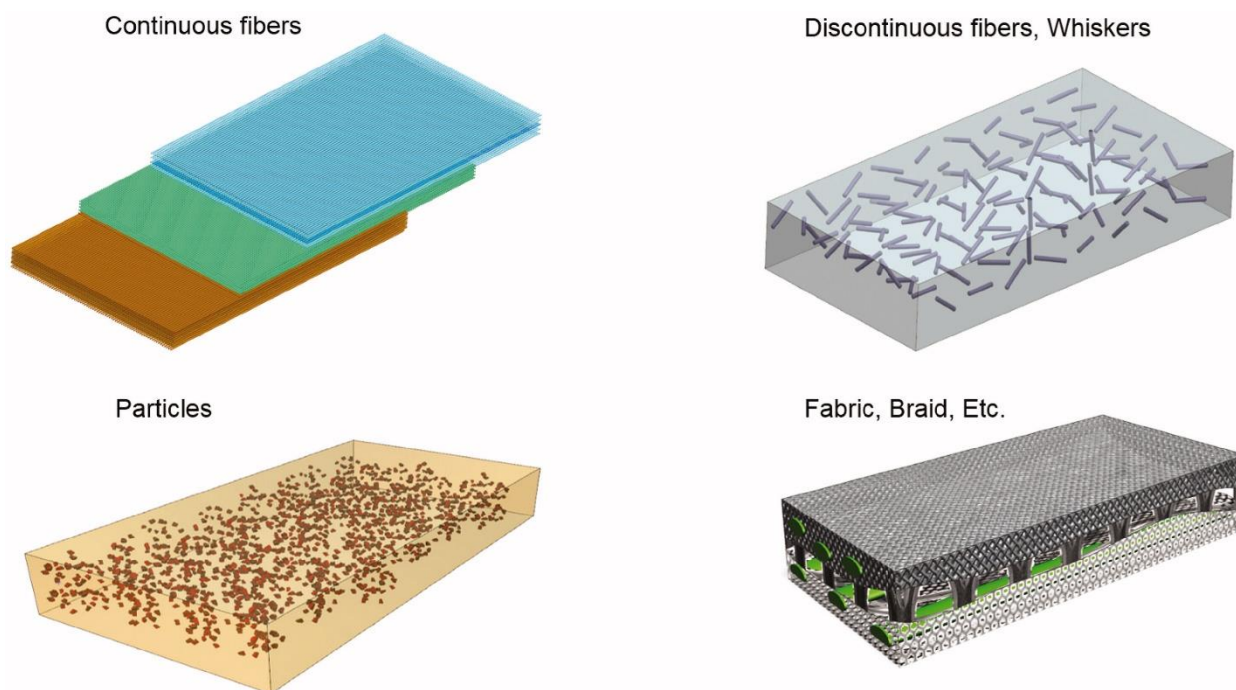 Continuous fibers
Discontinuous fibers, Whiskers
Particles
Fabric, Braid, Etc.